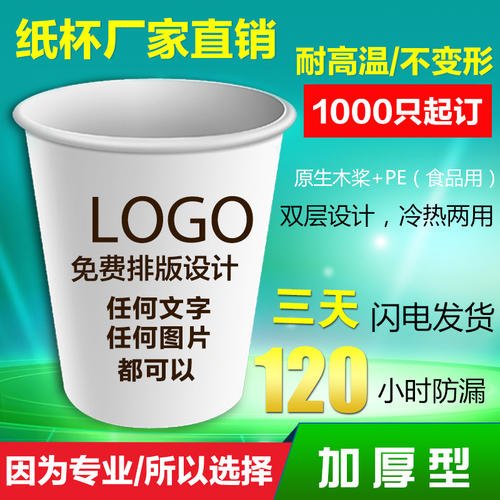 纸杯厂家直销
耐高温/不变形
1000只起订
原生木桨+PE（食品用）
双层设计，冷热两用
LOGO
免费排版设计
任何文字
任何图片
都可以
三天 闪电发货
120 小时防漏
因为专业/所以选择
加厚型